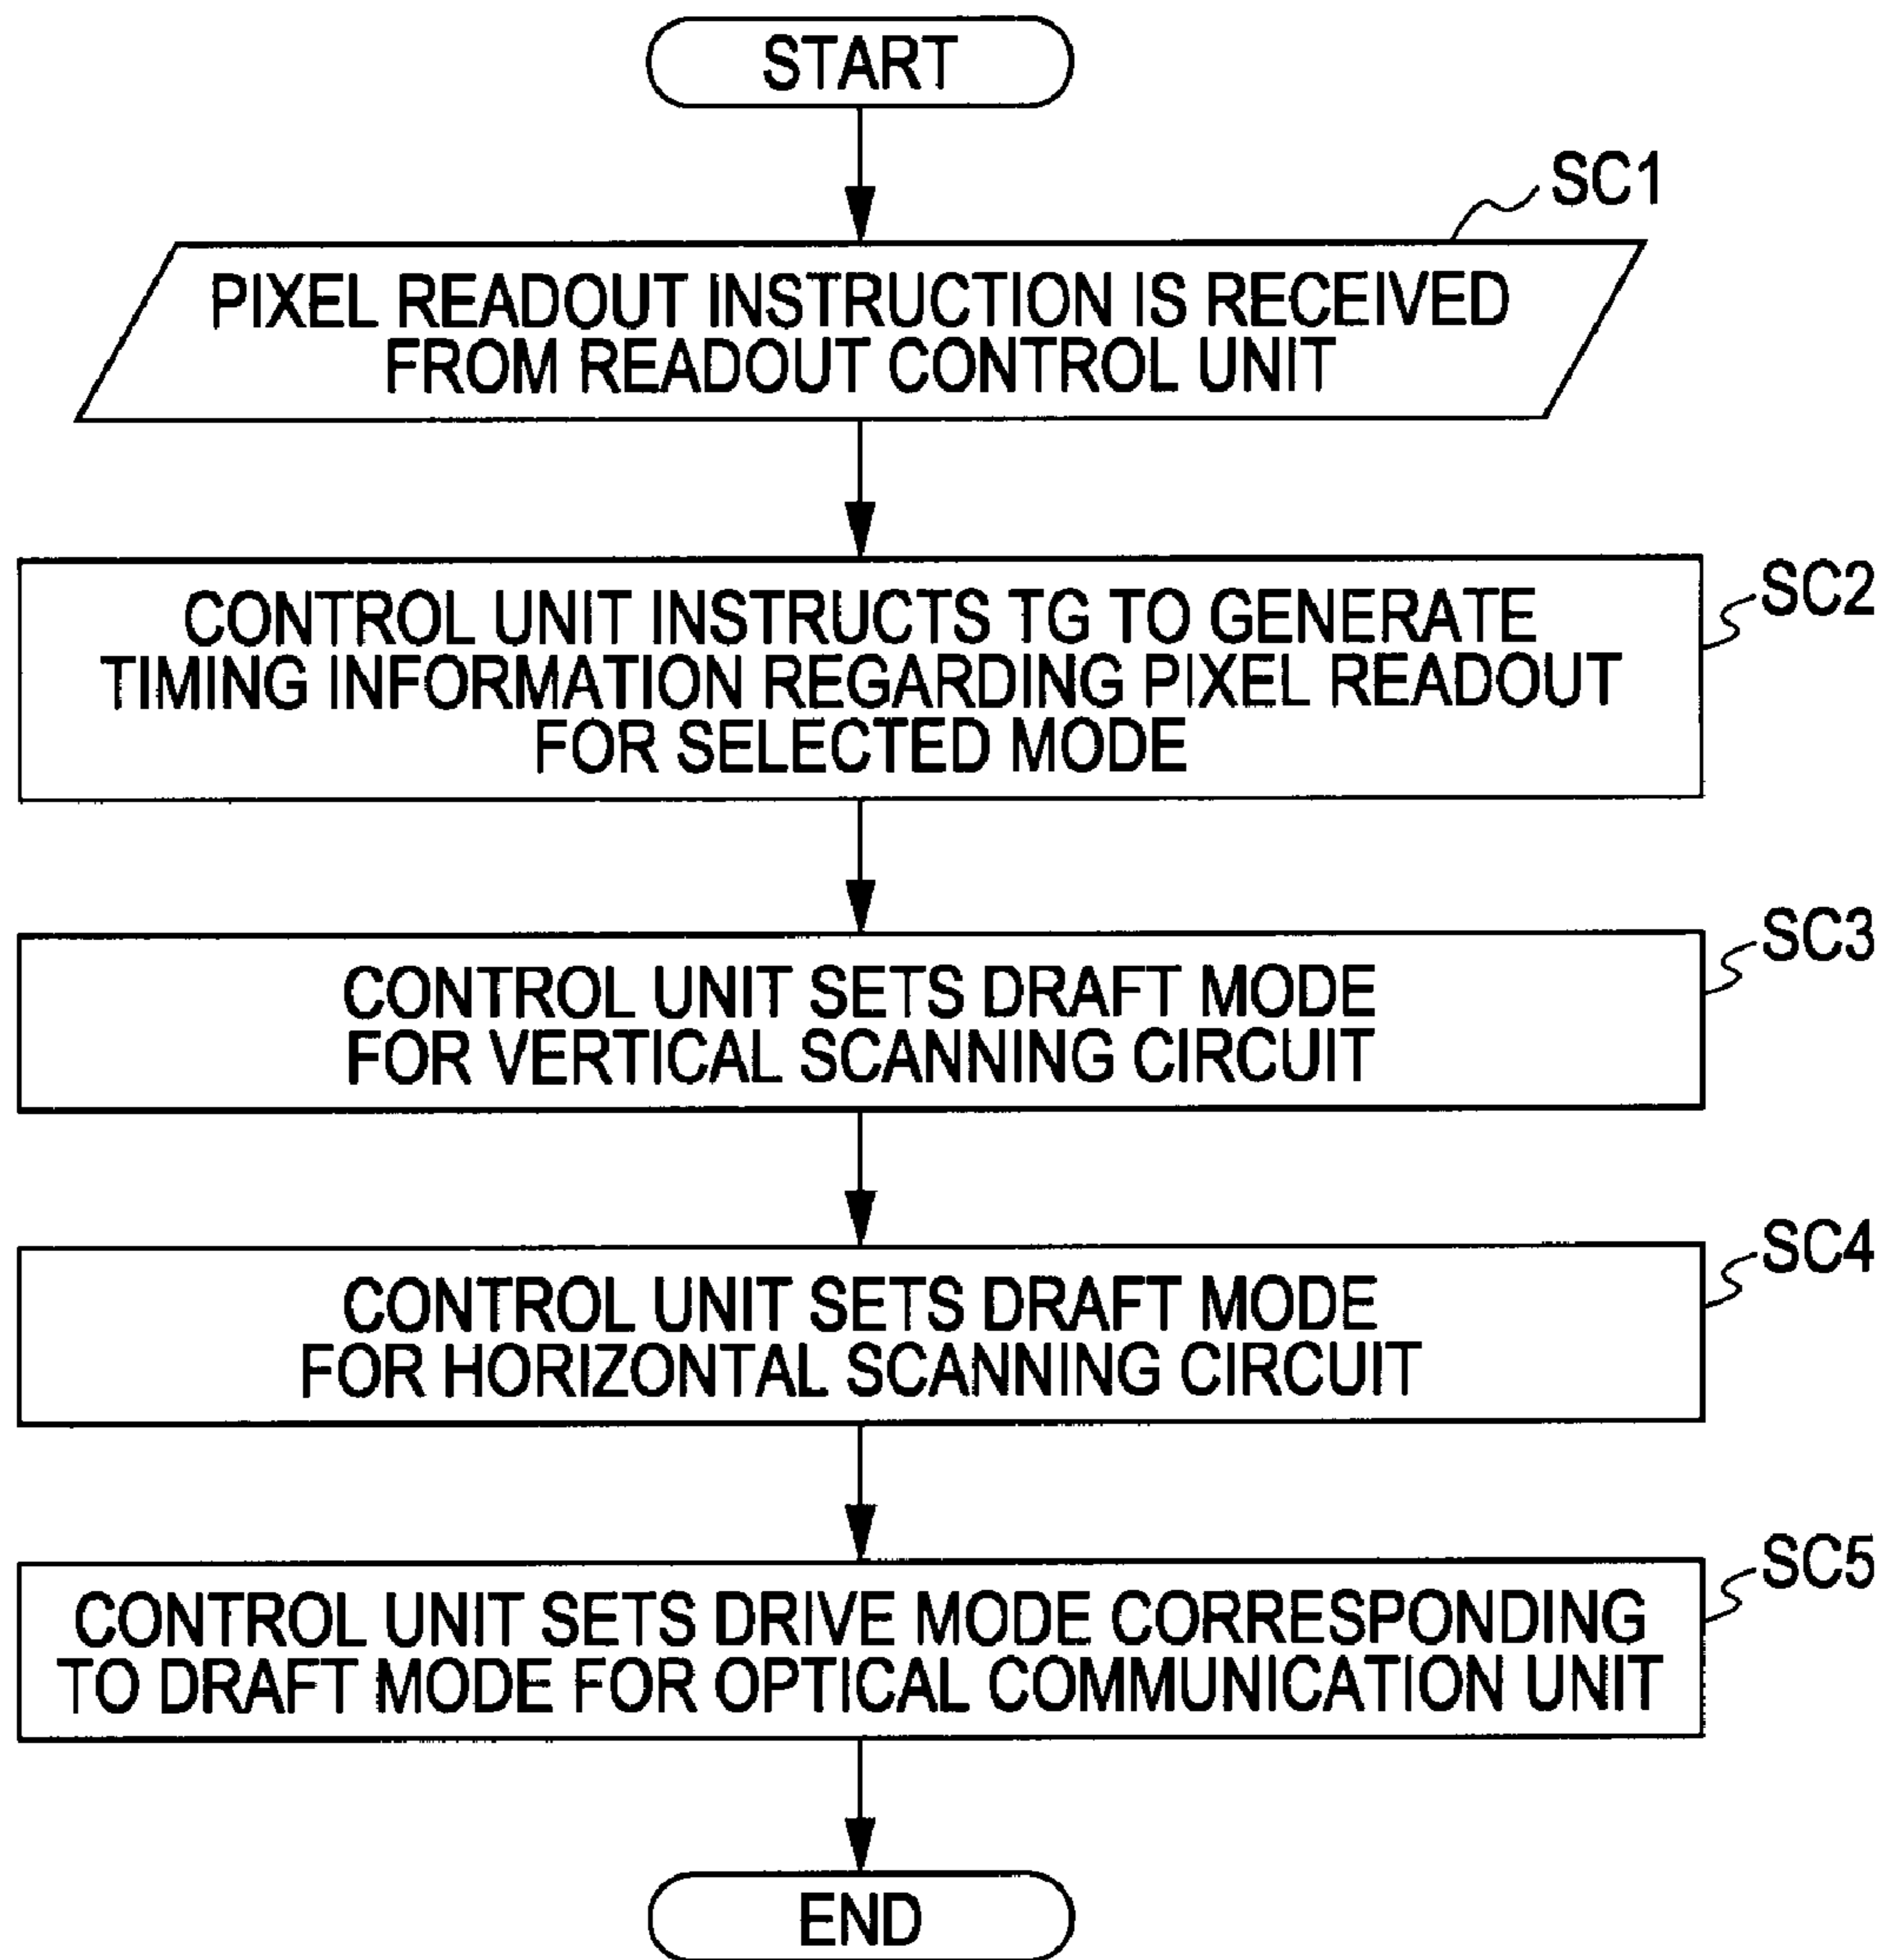 START
SC1
PIXEL READOUT INSTRUCTION IS RECEIVED
FROM READOUT CONTROL UNIT
SC2
CONTROL UNIT INSTRUCTS TG TO GENERATE
TIMING INFORMATION REGARDING PIXEL READOUT
FOR SELECTED MODE
SC3
CONTROL UNIT SETS DRAFT MODE
FOR VERTICAL SCANNING CIRCUIT
SC4
CONTROL UNIT SETS DRAFT MODE
FOR HORIZONTAL SCANNING CIRCUIT
SC5
CONTROL UNIT SETS DRIVE MODE CORRESPONDING
TO DRAFT MODE FOR OPTICAL COMMUNICATION UNIT
END